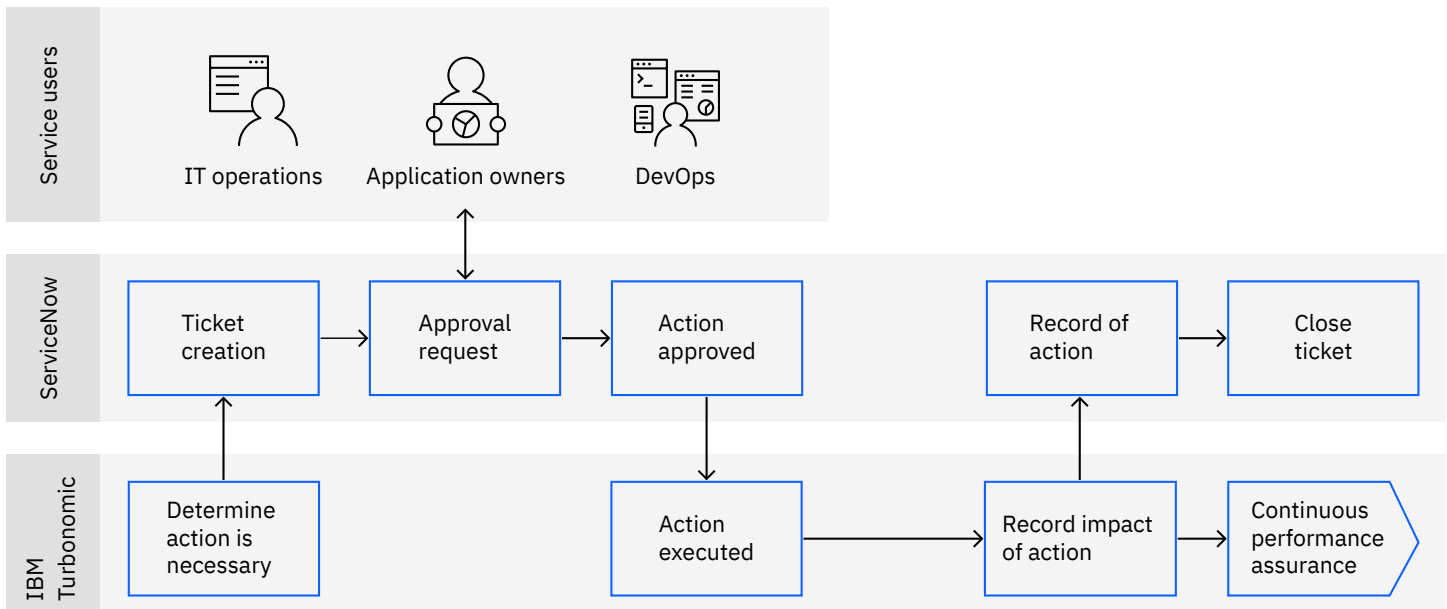 Service users
IT operations
Application owners
DevOps
ServiceNow
Ticket
creation
Approval
request
Action
approved
Record of
action
Close
ticket
IBM
Turbonomic
Determine
action is
necessary
Action
executed
Record impact
of action
Continuous
performance
assurance